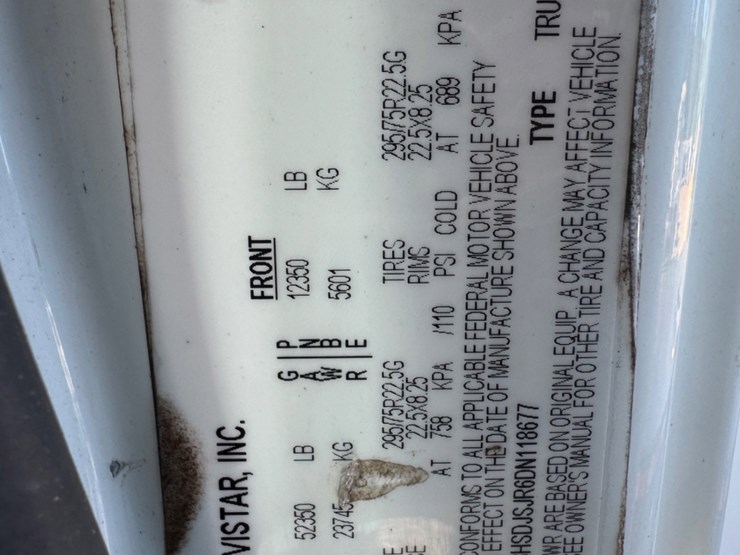 VISTAR, INC.
FRONT
52350 LB G P 12350 LB
23745 KG A N 5601 KG
W B
R E
295/75R22.5G TIRES 295/75R22.5G
22.5X8.25 RIMS 22.5X8.25
AT 758 KPA /110 PSI COLD AT 689 KPA
CONFORMS TO ALL APPLICABLE FEDERAL MOTOR VEHICLE SAFETY
EFFECT ON THE DATE OF MANUFACTURE SHOWN ABOVE.
HSDJSJR6DN118677 TYPE TRU
WR ARE BASED ON ORIGINAL EQUIP. A CHANGE MAY AFFECT VEHICLE
EE OWNER'S MANUAL FOR OTHER TIRE AND CAPACITY INFORMATION.